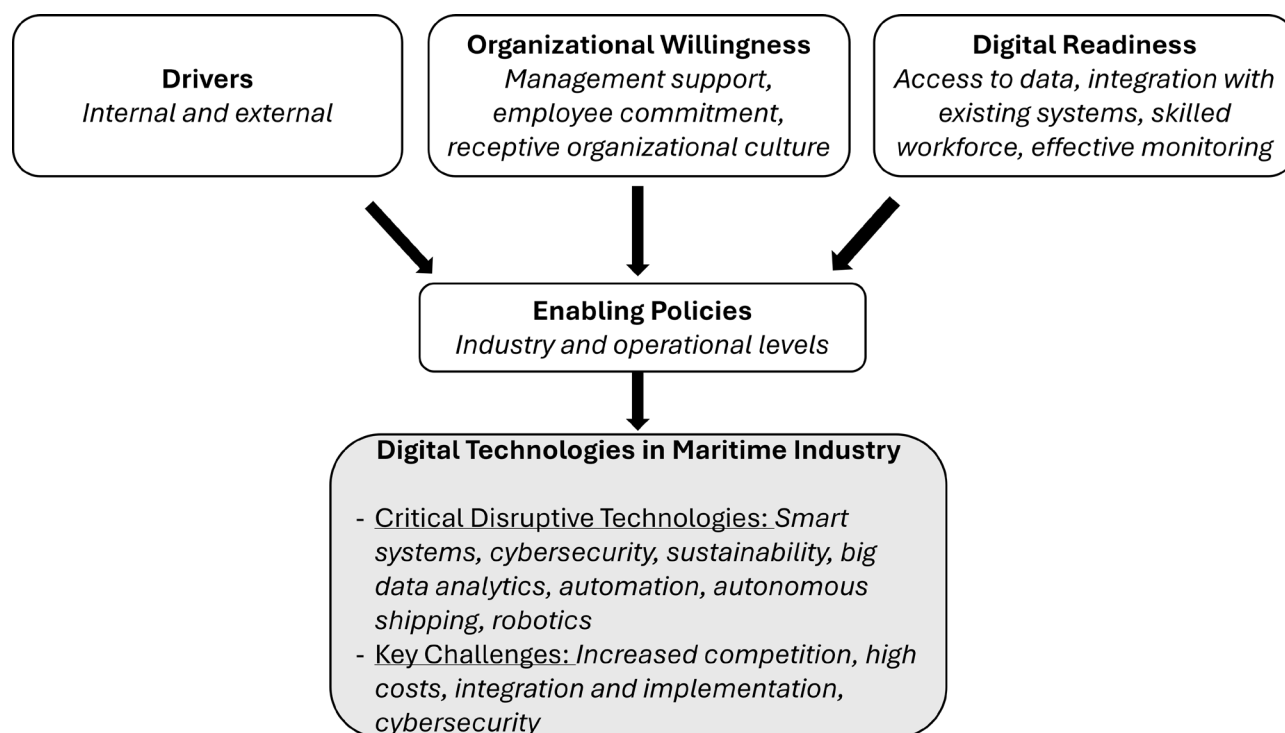 Drivers
Internal and external
Organizational Willingness
Management support,
employee commitment,
receptive organizational culture
Digital Readiness
Access to data, integration with
existing systems, skilled
workforce, effective monitoring
Enabling Policies
Industry and operational levels
Digital Technologies in Maritime Industry
- Critical Disruptive Technologies: Smart
systems, cybersecurity, sustainability, big
data analytics, automation, autonomous
shipping, robotics
- Key Challenges: Increased competition, high
costs, integration and implementation,
cybersecurity